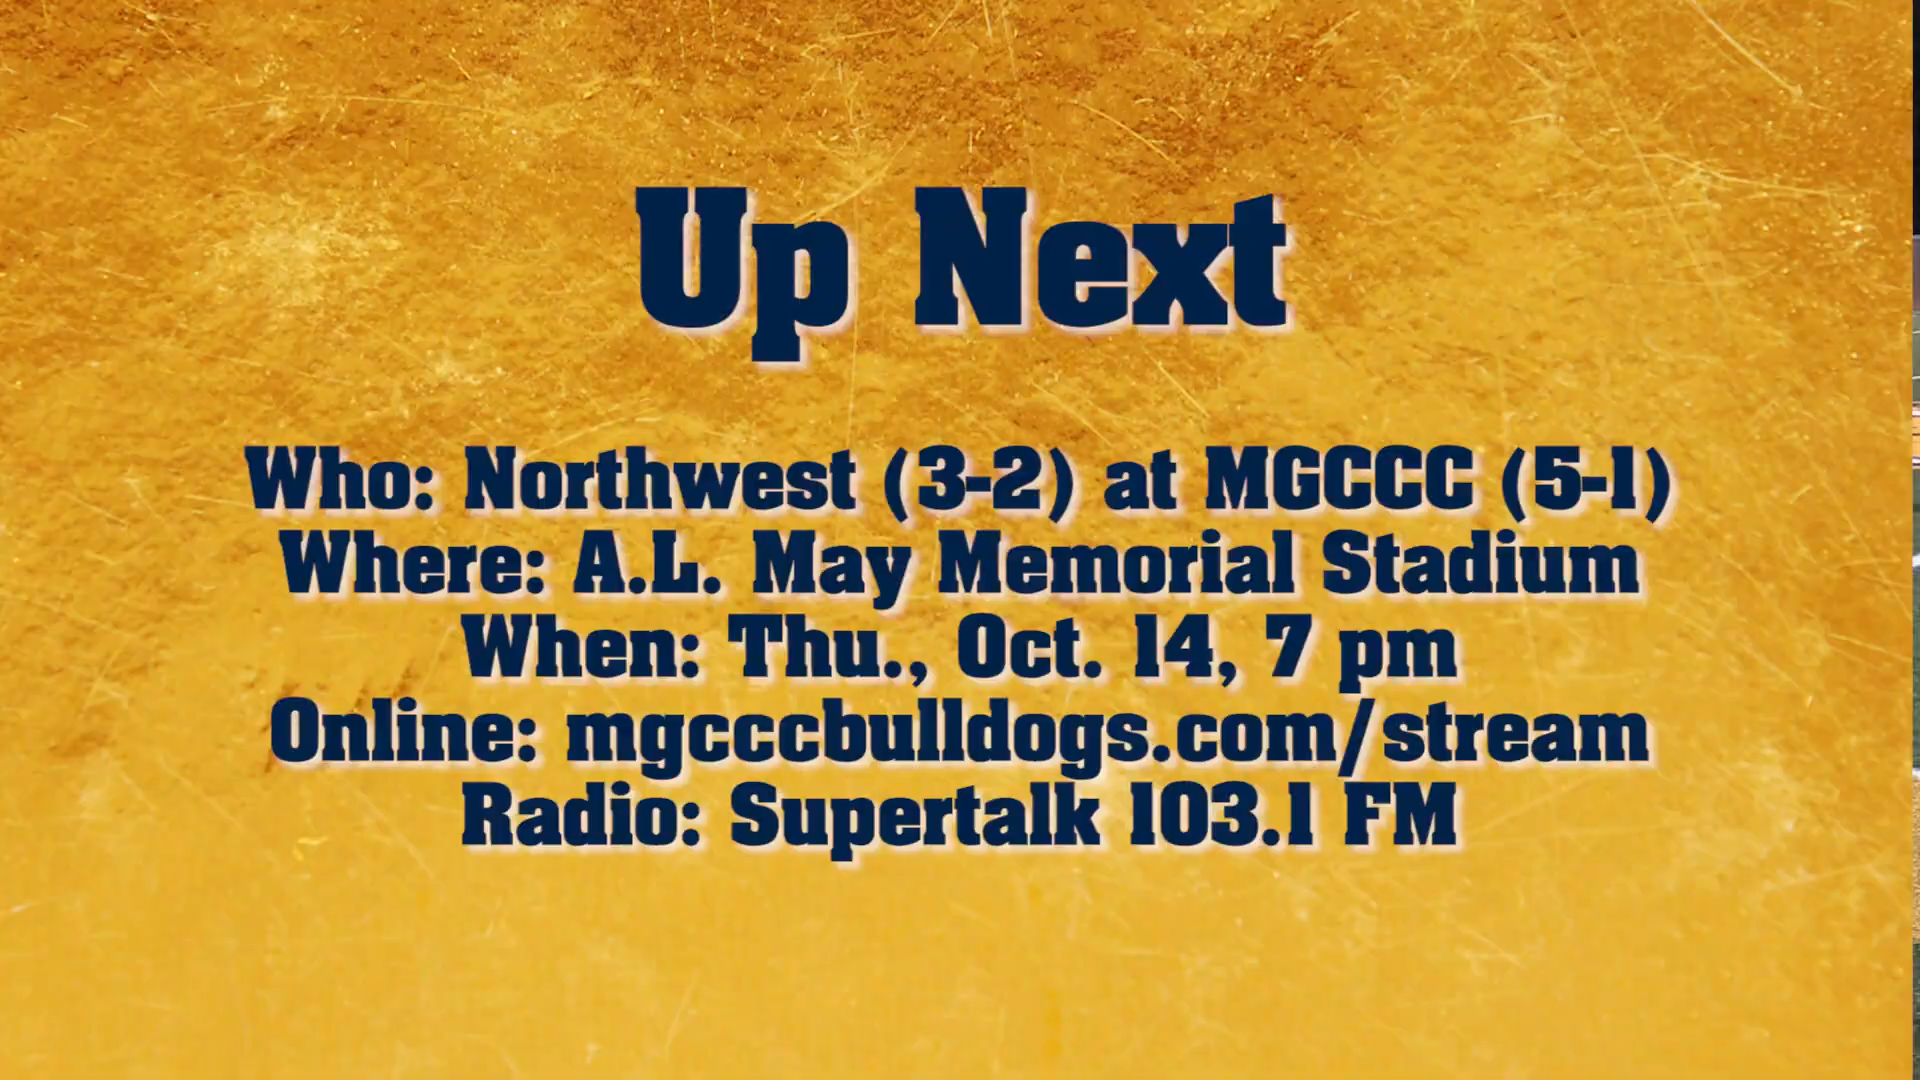 Up Next
Who: Northwest (3-2) at MGCCC (5-1)
Where: A.L. May Memorial Stadium
When: Thu., Oct. 14, 7 pm
Online: mgcccbulldogs.com/stream
Radio: Supertalk 103.1 FM